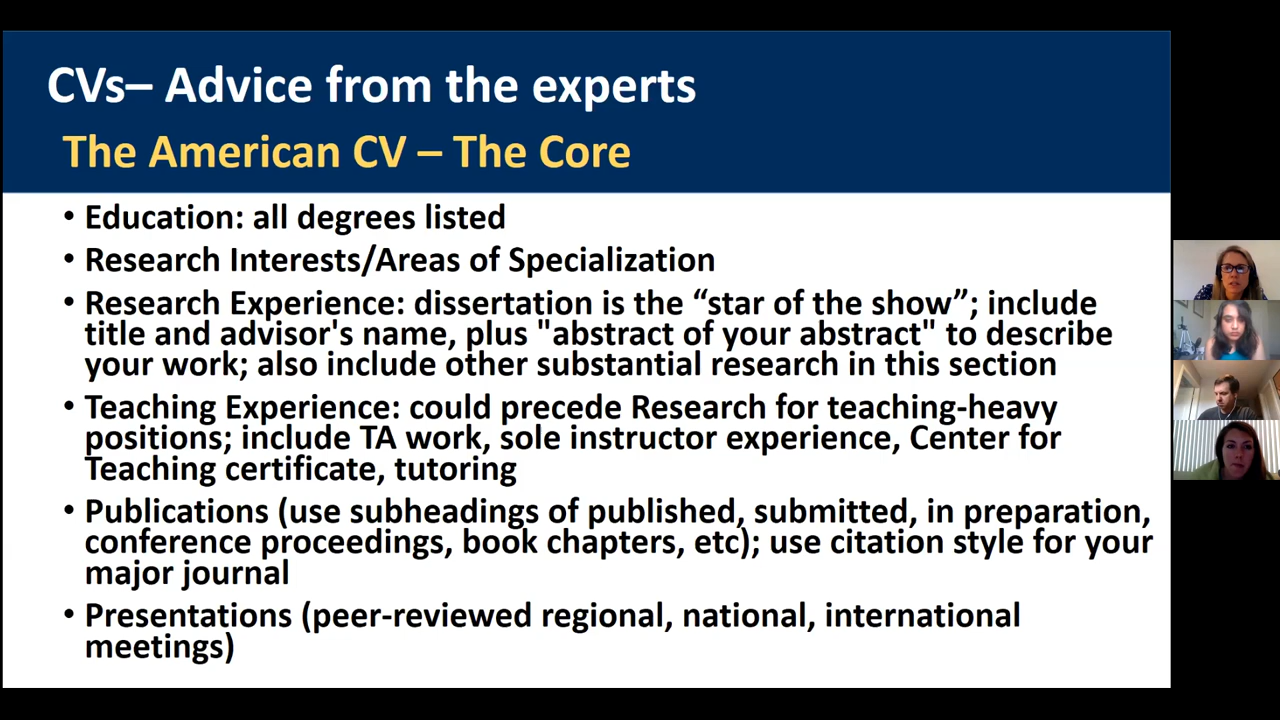 CVs– Advice from the experts
The American CV – The Core
• Education: all degrees listed
• Research Interests/Areas of Specialization
• Research Experience: dissertation is the “star of the show”; include
title and advisor's name, plus "abstract of your abstract" to describe
your work; also include other substantial research in this section
• Teaching Experience: could precede Research for teaching-heavy
positions; include TA work, sole instructor experience, Center for
Teaching certificate, tutoring
• Publications (use subheadings of published, submitted, in preparation,
conference proceedings, book chapters, etc); use citation style for your
major journal
• Presentations (peer-reviewed regional, national, international
meetings)